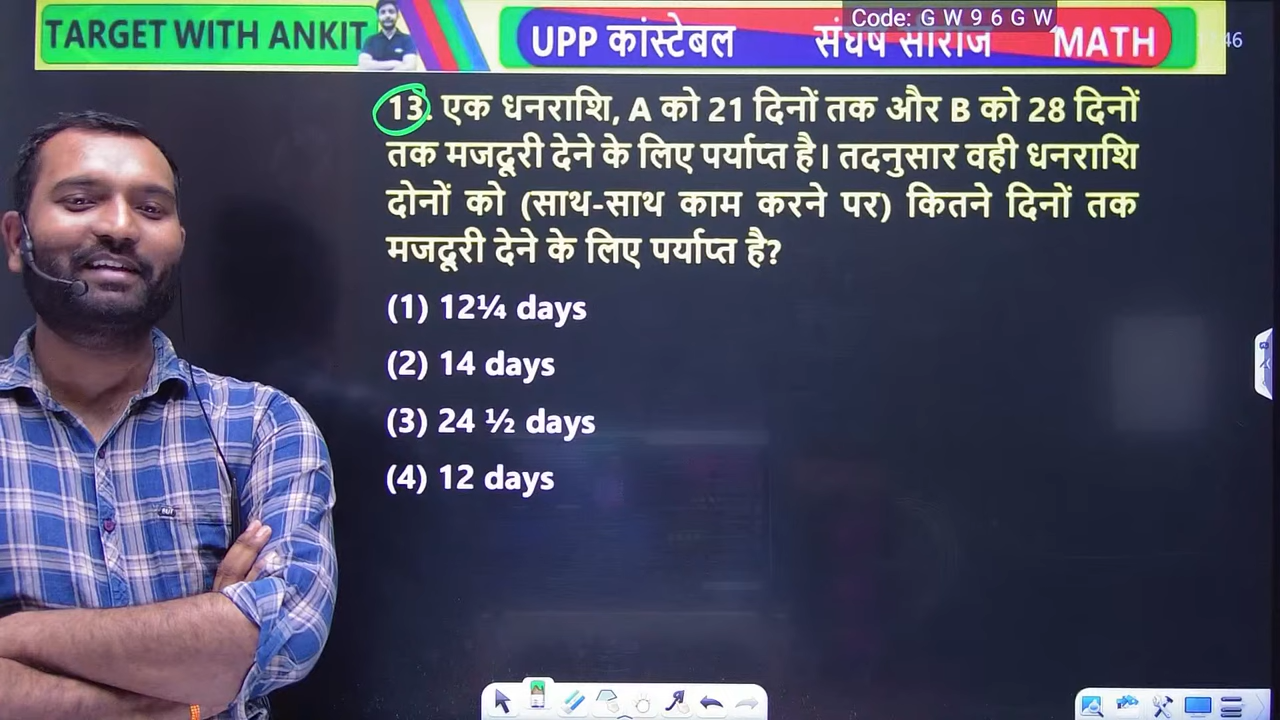 TARGET WITH ANKIT
UPP कांस्टेबल संघर्ष सीरीज MATH
Code: G W 9 6 G W
46
13. एक धनराशि, A को 21 दिनों तक और B को 28 दिनों
तक मजदूरी देने के लिए पर्याप्त है। तदनुसार वही धनराशि
दोनों को (साथ-साथ काम करने पर) कितने दिनों तक
मजदूरी देने के लिए पर्याप्त है?
(1) 12¼ days
(2) 14 days
(3) 24 ½ days
(4) 12 days